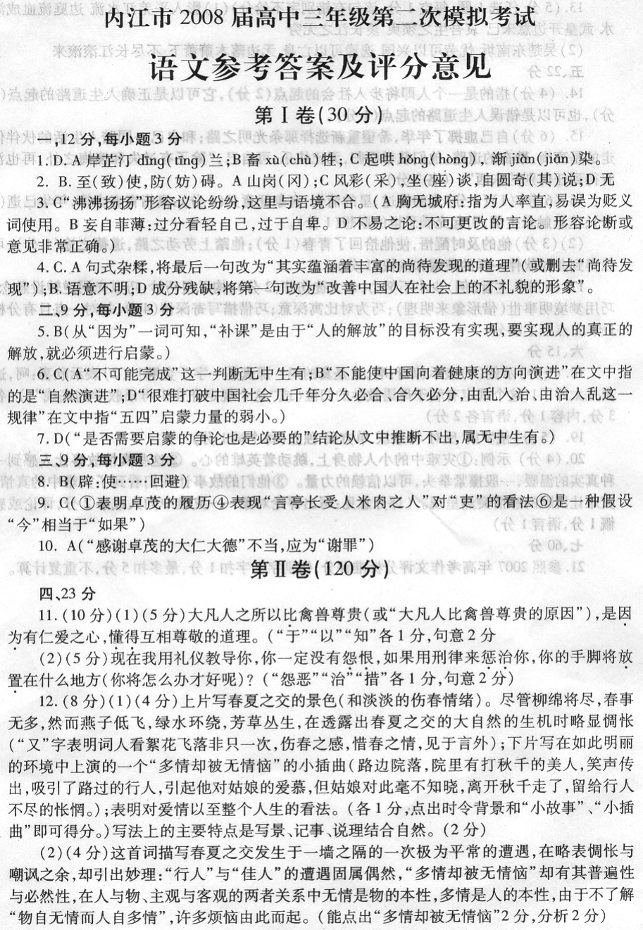 内江市2008届高中三年级第二次模拟考试
语文参考答案及评分意见
第Ⅰ卷(30分)
一,12分,每小题3分
1. D(A岸芷汀dīng(tīng)兰;B畜xù(chù)牲;C起哄hǒng(hòng),渐jiàn(jiān)染。
2. B.至(致)使,防(妨)碍。A山岗(冈);C风彩(采),坐(座)谈,自圆奇(其)说;D无
3. C“沸沸扬扬”形容议论纷纷,这里与语境不合。(A胸无城府:指为人率直,易误为贬义
词使用。B妄自菲薄:过分看轻自己,过于自卑。D不易之论:不可更改的言论。形容论断或
意见非常正确。)
4. C. A句式杂糅,将最后一句改为“其实蕴涵着丰富的尚待发现的道理”(或删去“尚待发
现”);B.语意不明;D成分残缺,将第一句改为“改善中国人在社会上的不礼貌的形象”。
二,9分,每小题3分
5. B(从“因为”一词可知,“补课”是由于“人的解放”的目标没有实现,要实现人的真正的
解放,就必须进行启蒙。)
6. C(A“不可能完成”这一判断无中生有;B“不能使中国向着健康的方向演进”在文中指
的是“自然演进”;D“很难打破中国社会几千年分久必合、合久必分,由乱入治、由治入乱这一
规律”在文中指“五四”启蒙力量的弱小。)
7. D(“是否需要启蒙的争论也是必要的”结论从文中推断不出,属无中生有。)
三、9分,每小题3分
8. B(辟:使……回避)
9. C(①表明卓茂的履历④表现“言亭长受人米肉之人”对“吏”的看法⑥是一种假设
“今”相当于“如果”)
10. A(“感谢卓茂的大仁大德”不当,应为“谢罪”)
第Ⅱ卷(120分)
四、23分
11. (10分)(1)(5分)大凡人之所以比禽兽尊贵(或“大凡人比禽兽尊贵的原因”),是因
为有仁爱之心,懂得互相尊敬的道理。(“于”“以”“知”各1分,句意2分
(2)(5分)现在我用礼仪教导你,你一定没有怨恨,如果用刑律来惩治你,你的手脚将放
置在什么地方(你将怎么办才好呢)?(“怨恶”“治”“措”各1分,句意2分)
12. (8分)(1)(4分)上片写春夏之交的景色(和淡淡的伤春情绪)。尽管柳绵将尽,春事
无多,然而燕子低飞,绿水环绕,芳草丛生,在透露出春夏之交的大自然的生机时略显惆怅
(“又”字表明词人看絮花飞落非只一次,伤春之感,惜春之情,见于言外);下片写在如此明丽
的环境中上演的一个“多情却被无情恼”的小插曲(路边院落,院里有打秋千的美人,笑声传
出,吸引了路过的行人,引起他对姑娘的爱慕,但姑娘对此毫不知晓,离开秋千走了,留给行人
不尽的怅惘。);表明对爱情以至整个人生的看法。(各1分,点出时令背景和“小故事”、“小插
曲”即可得分。)写法上的主要特点是写景、记事、说理结合自然。(2分)
(2)(4分)这首词描写春夏之交发生于一墙之隔的一次极为平常的遭遇,在略表惆怅与
嘲讽之余,却引出妙理:“行人”与“佳人”的遭遇固属偶然,“多情却被无情恼”却有其普遍性
与必然性,在人与物、主观与客观的两者关系中无情是物的本性,多情是人的本性,由于不了解
“物自无情而人自多情”,许多烦恼由此而起。(能点出“多情却被无情恼”2分,分析2分)